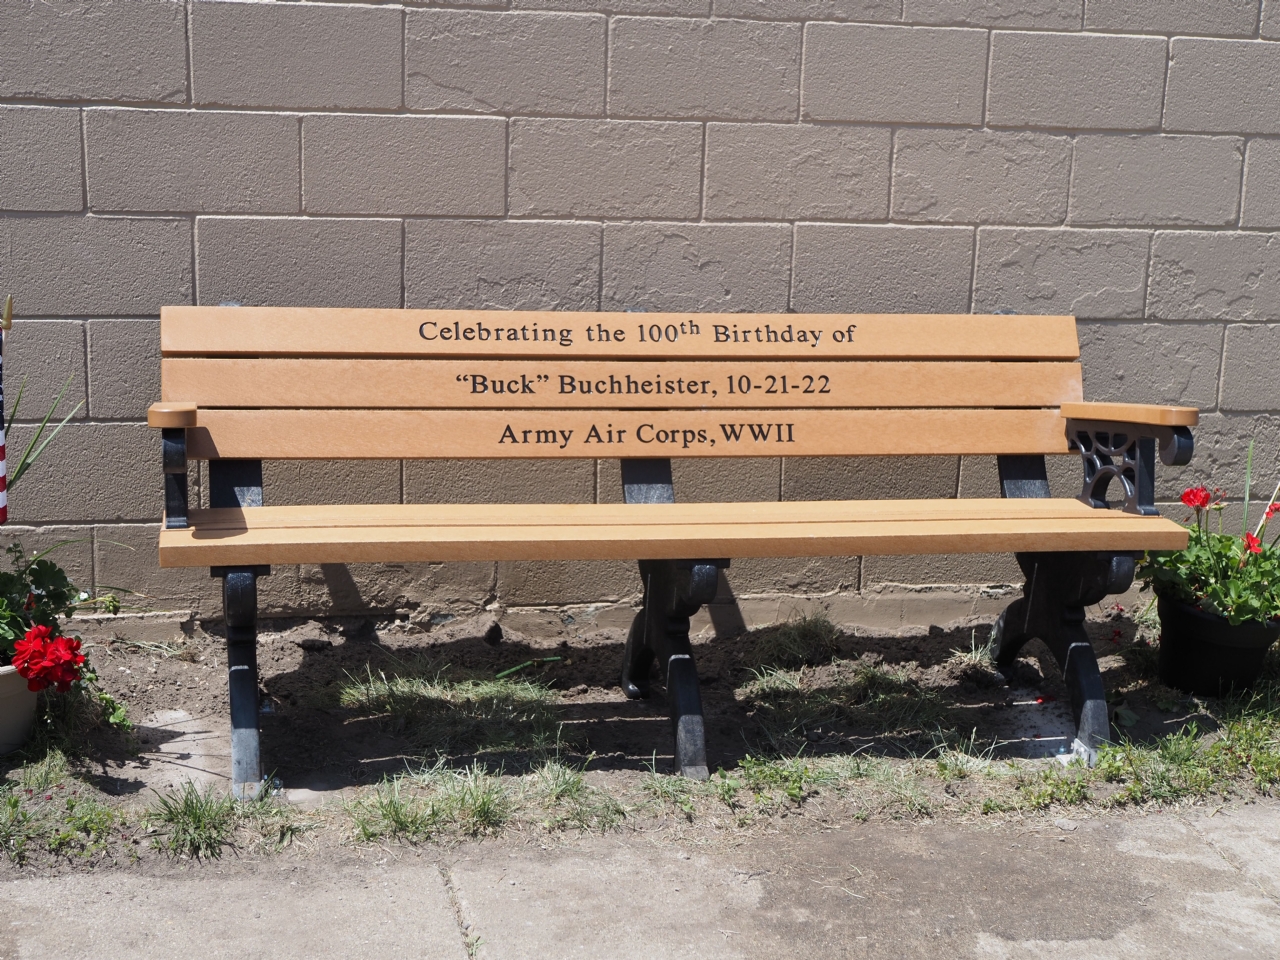 Celebrating the 100th Birthday of
“Buck” Buchheister, 10-21-22
Army Air Corps, WWII